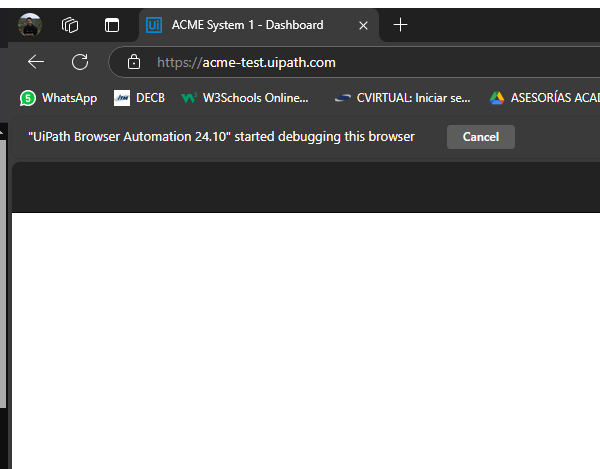 Ui ACME System 1 - Dashboard
https://acme-test.uipath.com
5 WhatsApp DECB W3Schools Online... CVIRTUAL: Iniciar se... ASESORÍAS ACAD
"UiPath Browser Automation 24.10" started debugging this browser Cancel